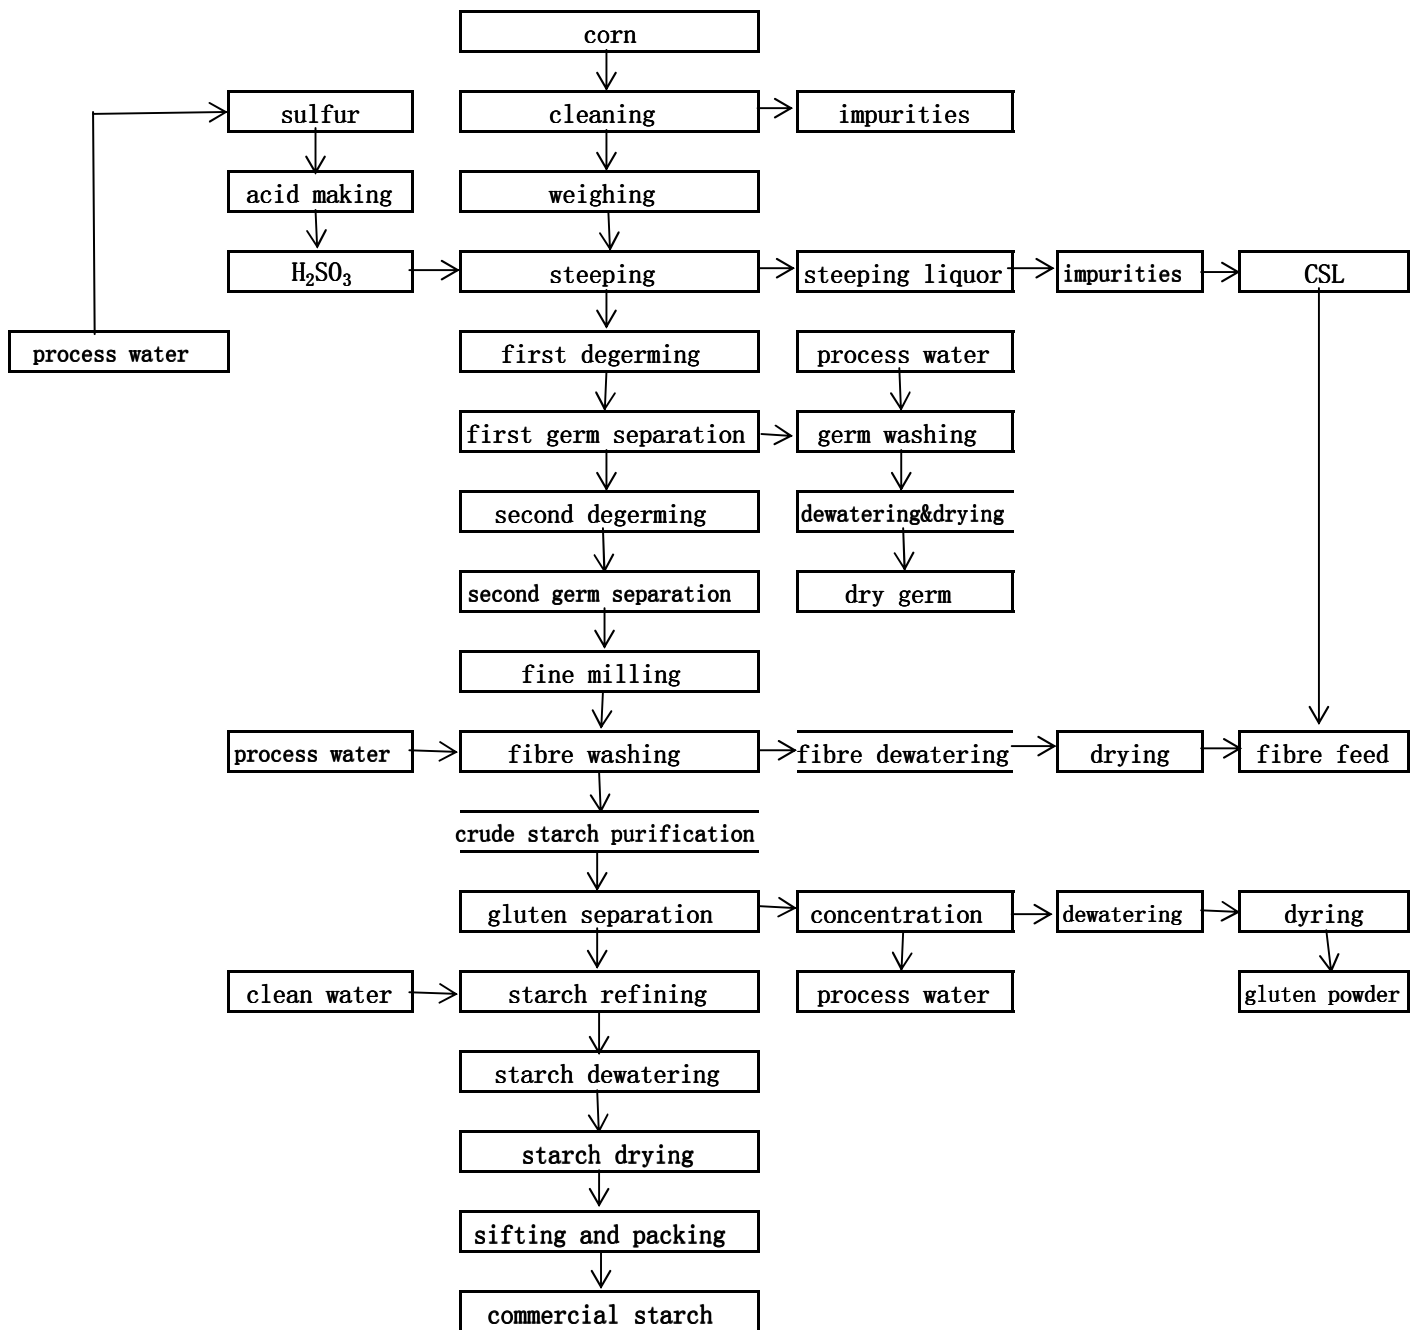 corn
sulfur
cleaning
impurities
acid making
weighing
H₂SO₃
steeping
steeping liquor
impurities
CSL
process water
first degerming
process water
first germ separation
germ washing
second degerming
dewatering&drying
second germ separation
dry germ
fine milling
process water
fibre washing
fibre dewatering
drying
fibre feed
crude starch purification
gluten separation
concentration
dewatering
dyring
clean water
starch refining
process water
gluten powder
starch dewatering
starch drying
sifting and packing
commercial starch